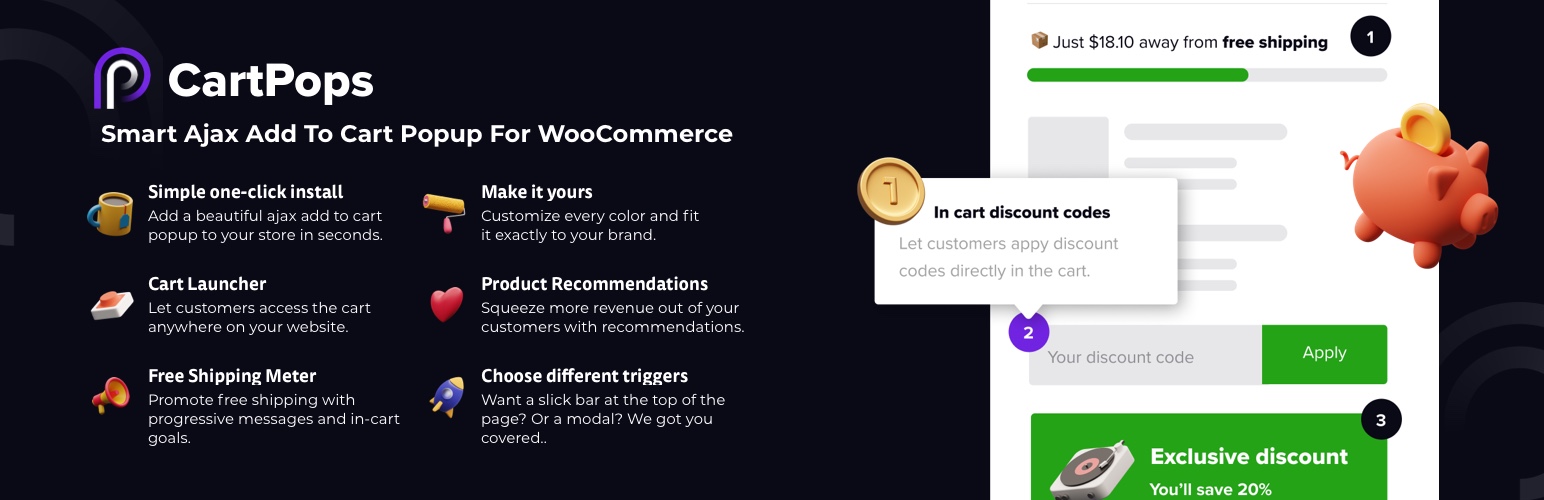 CartPops
Smart Ajax Add To Cart Popup For WooCommerce
Simple one-click install
Add a beautiful ajax add to cart
popup to your store in seconds.
Make it yours
Customize every color and fit
it exactly to your brand.
Cart Launcher
Let customers access the cart
anywhere on your website.
Product Recommendations
Squeeze more revenue out of your
customers with recommendations.
Free Shipping Meter
Promote free shipping with
progressive messages and in-cart
goals.
Choose different triggers
Want a slick bar at the top of the
page? Or a modal? We got you
covered..
Just $18.10 away from free shipping
1
1
In cart discount codes
Let customers appy discount
codes directly in the cart.
2
Your discount code
Apply
3
Exclusive discount
You'll save 20%